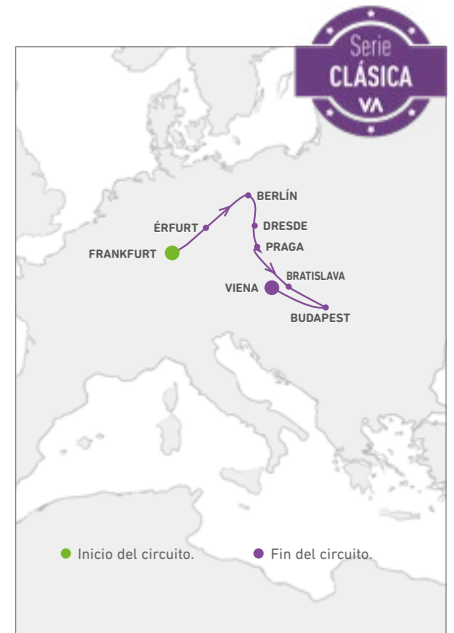 Serie
CLÁSICA
VA
BERLÍN
ÉRFURT
DRESDE
PRAGA
FRANKFURT
BRATISLAVA
VIENA
BUDAPEST
Inicio del circuito.
Fin del circuito.